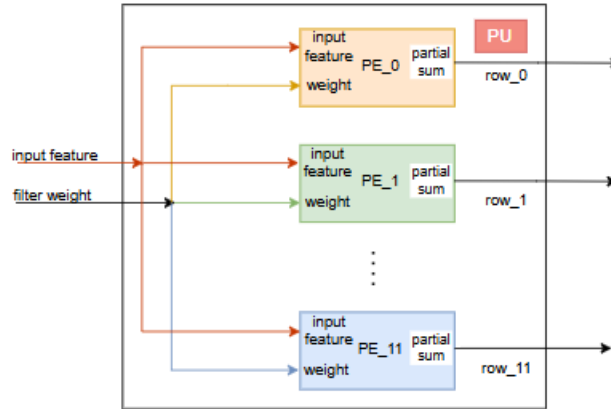 PU
input
feature
weight
PE_0
partial
sum
row_0
input feature
filter weight
input
feature
weight
PE_1
partial
sum
row_1
input
feature
weight
PE_11
partial
sum
row_11